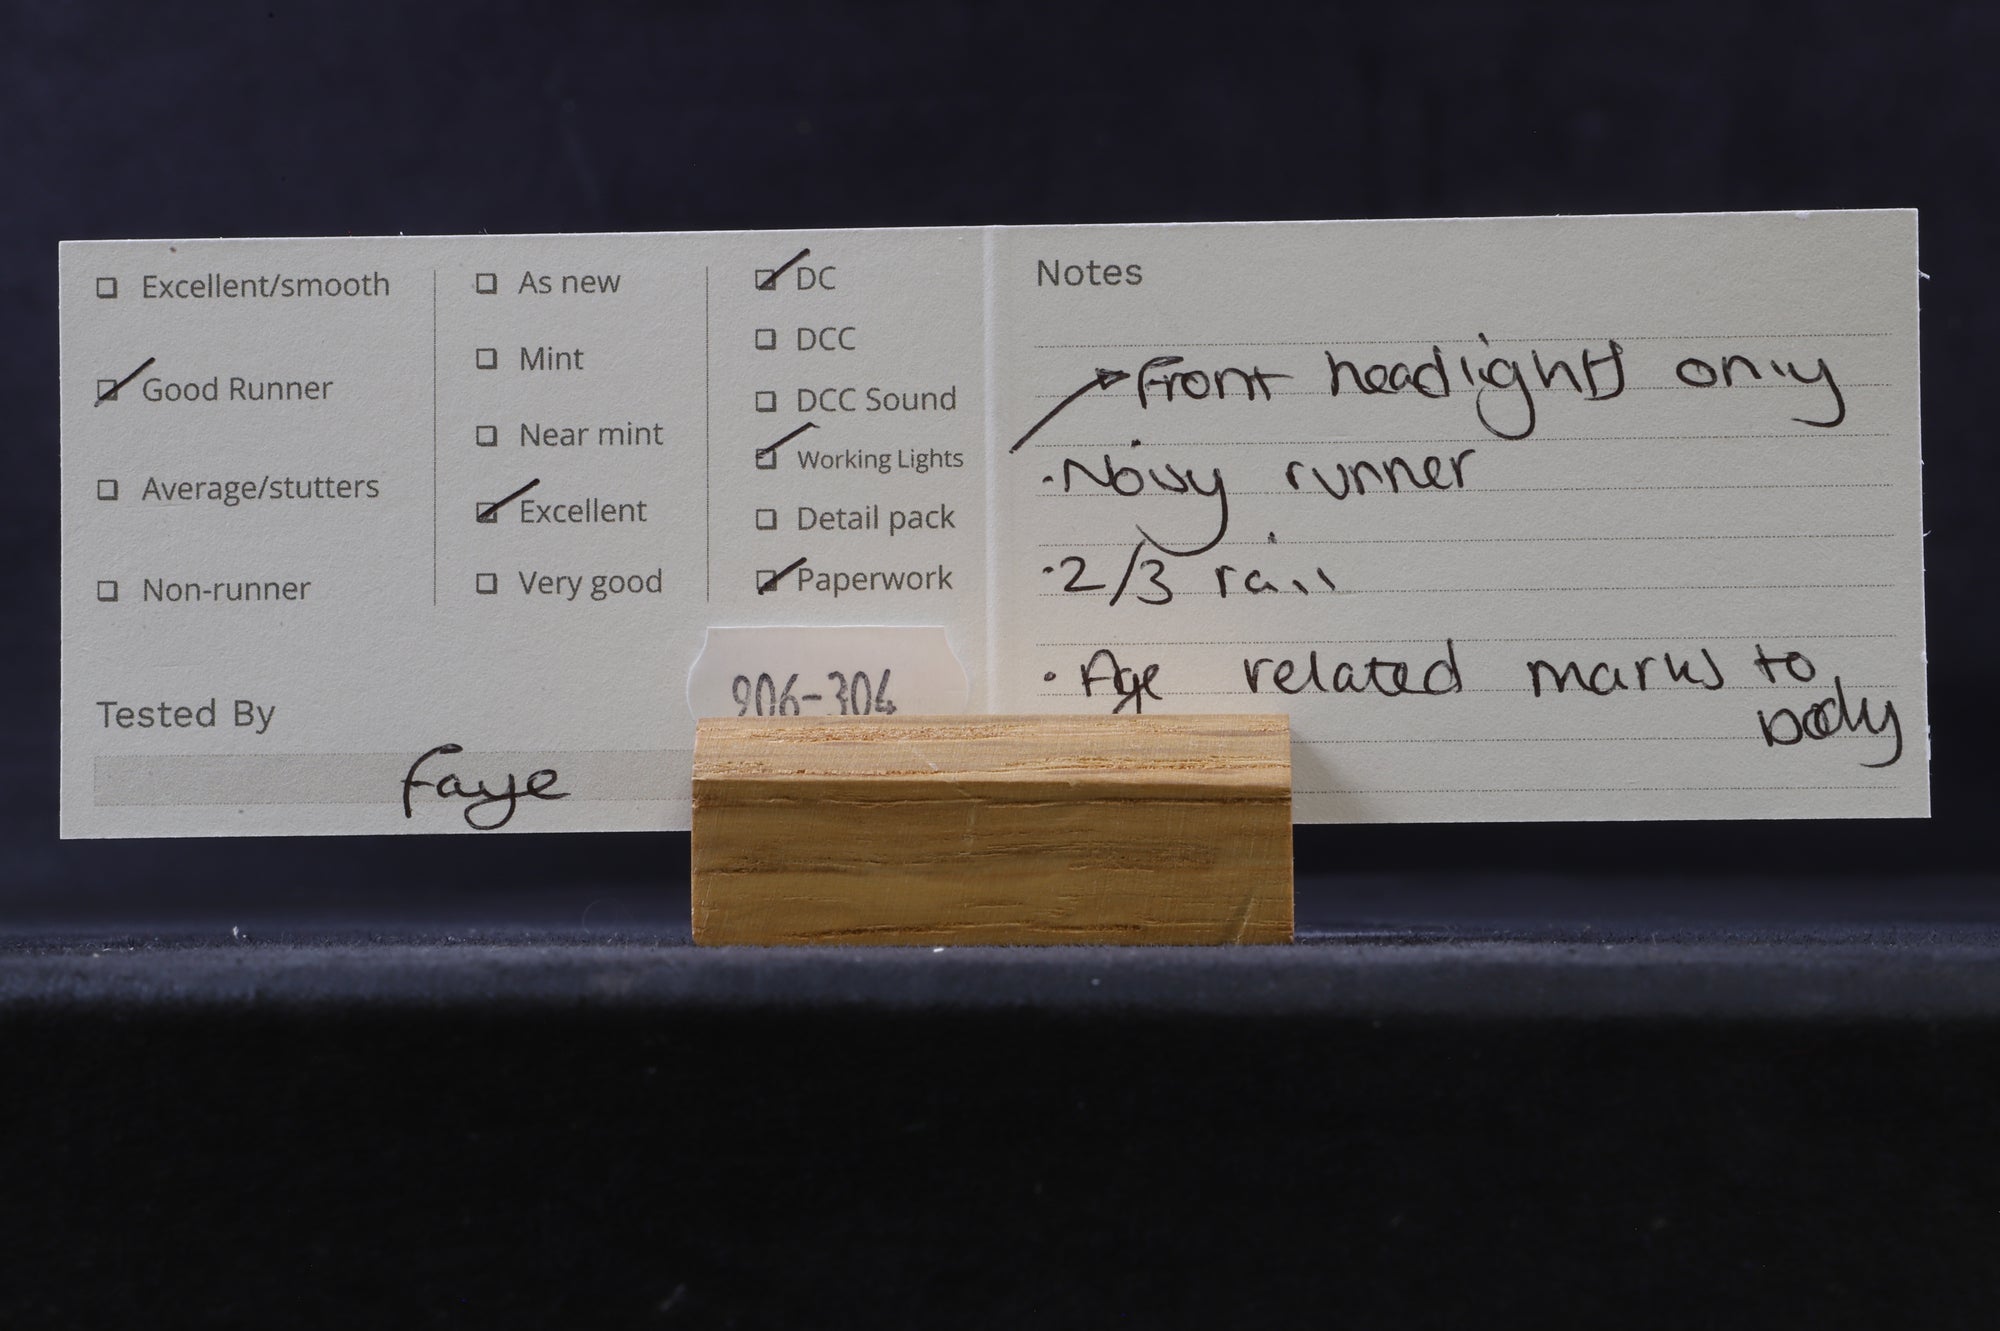 Excellent/smooth
Good Runner
Average/stutters
Non-runner
As new
Mint
Near mint
Excellent
Very good
DC
DCC
DCC Sound
Working Lights
Detail pack
Paperwork
Tested By
Faye
906-304
Notes
Front headlights only
· Noisy runner
· 2/3 rail
· Age related marks to
body